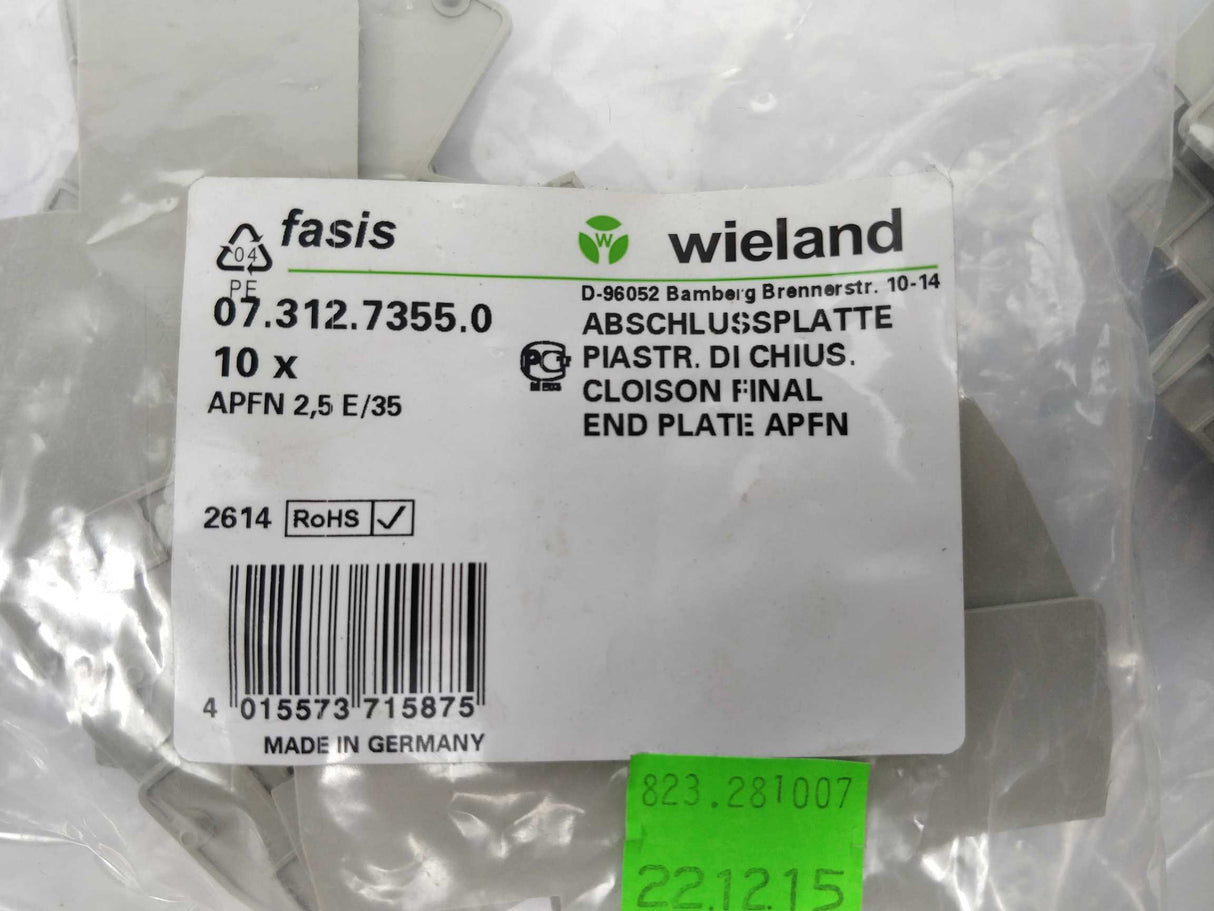 04
PE
fasis
W
wieland
D-96052 Bamberg Brennerstr. 10-14
07.312.7355.0
10 x
APFN 2,5 E/35
ABSCHLUSSPLATTE
PIASTR. DI CHIUS.
CLOISON FINAL
END PLATE APFN
2614 RoHS
4 015573 715875
MADE IN GERMANY
823.281007
22.12.15